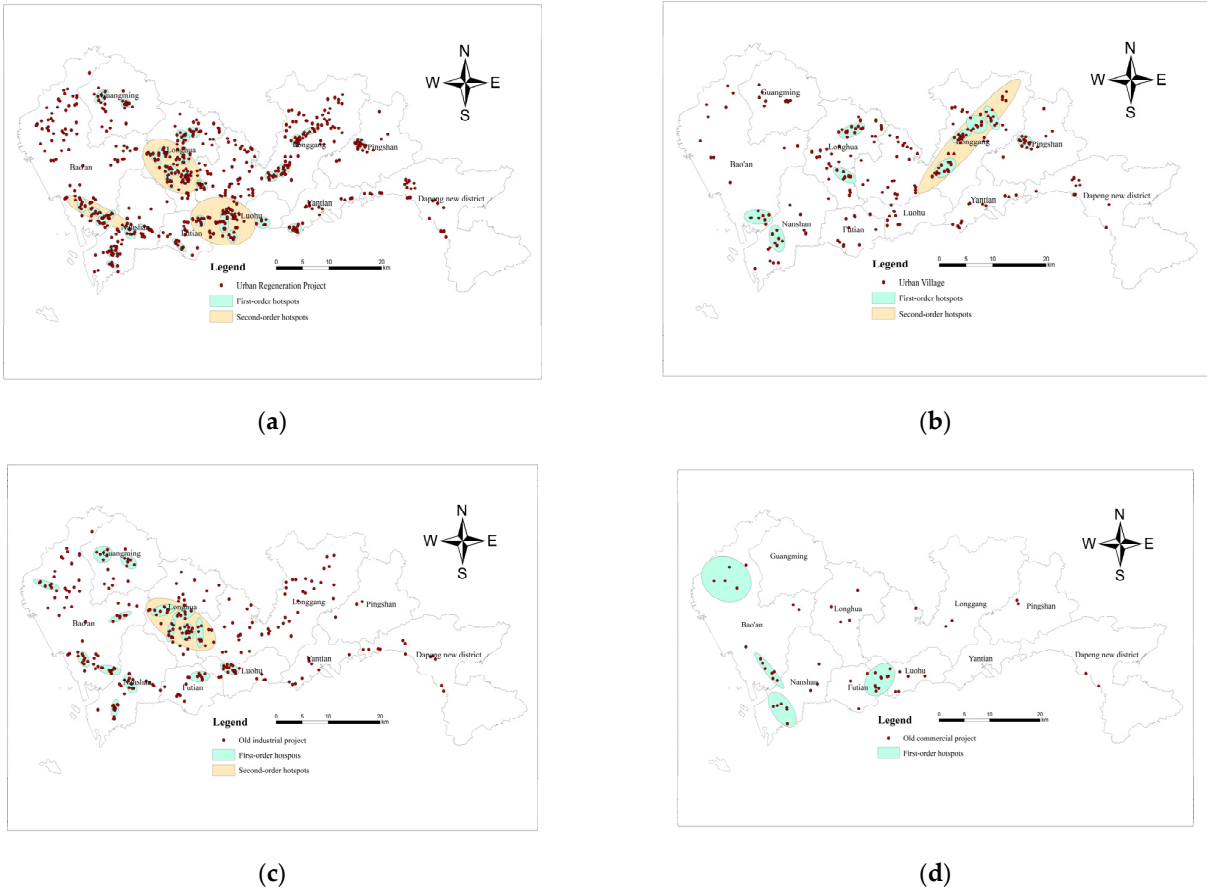 N
W E
S
Guangming
Longhua
Longgang
Pingshan
Bao'an
Dapeng new district
Yantian
Luohu
Naushan
Futian
Legend
0 5 10 20
km
Urban Regeneration Project
First-order hotspots
Second-order hotspots
(a)
N
W E
S
Guangming
Longhua
Longgang
Pingshan
Bao'an
Dapeng new district
Yantian
Luohu
Naushan
Futian
Legend
0 5 10 20
km
Urban Village
First-order hotspots
Second-order hotspots
(b)
N
W E
S
Guangming
Longhua
Longgang
Pingshan
Bao'an
Dapeng new district
Yantian
Luohu
Naushan
Futian
Legend
0 5 10 20
km
Old industrial project
First-order hotspots
Second-order hotspots
(c)
N
W E
S
Guangming
Longhua
Longgang
Pingshan
Bao'an
Dapeng new district
Yantian
Luohu
Naushan
Futian
Legend
0 5 10 20
km
Old commercial project
First-order hotspots
(d)